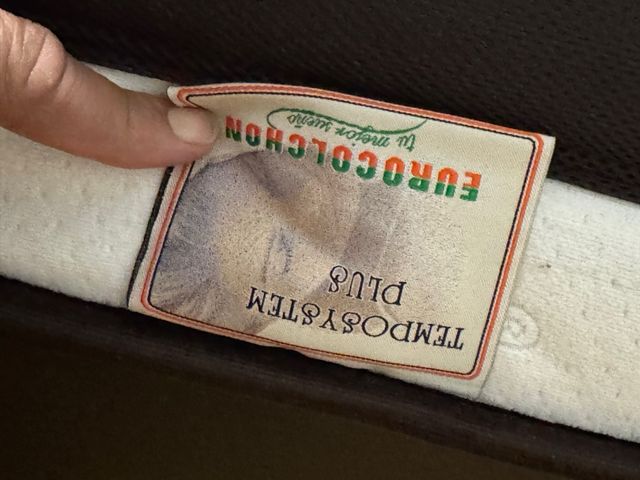 EUROCOLCHON
tu mejor sueño
TEMPOSYSTEM
PLUS